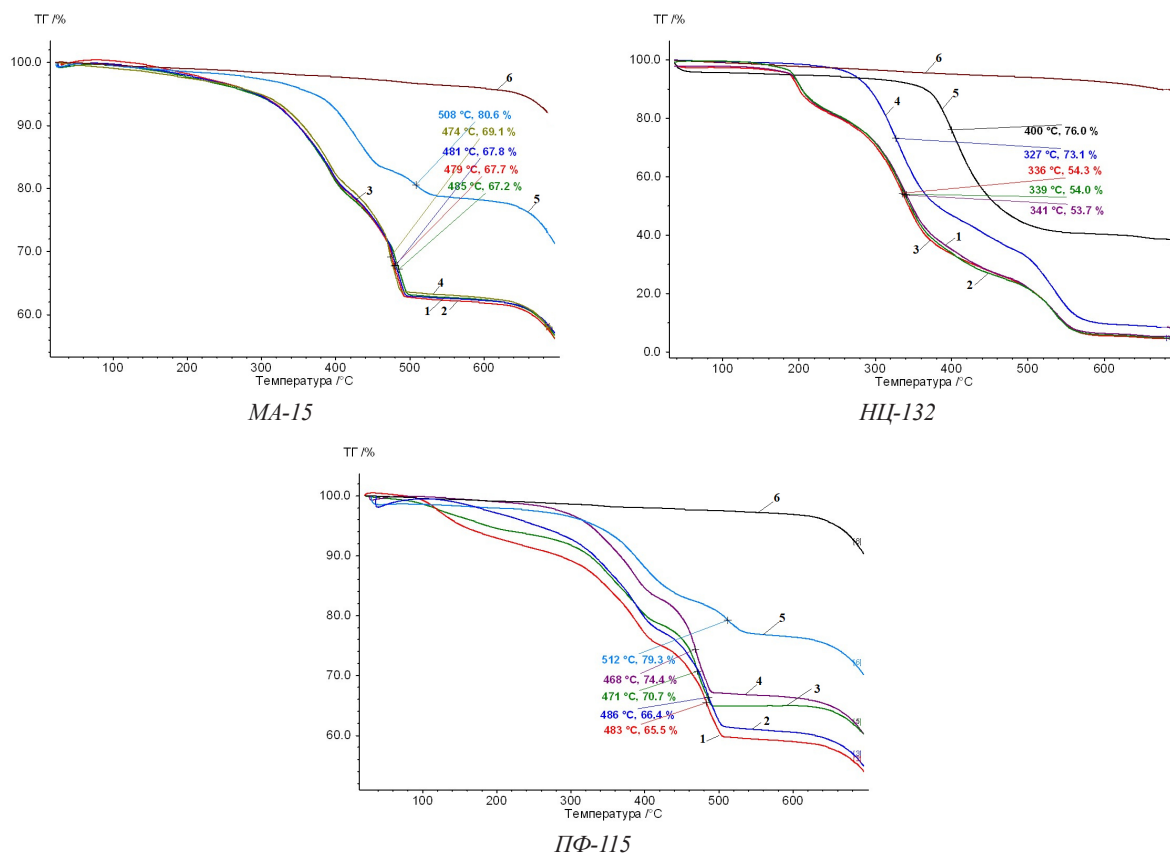 ТГ /%
100.0
90.0
80.0
70.0
60.0
6
508 °C, 80.6 %
474 °C, 69.1 %
481 °C, 67.8 %
479 °C, 67.7 %
485 °C, 67.2 %
3
5
4
1 2
100 200 300 400 500 600
Температура /°C
МА-15
ТГ /%
100.0
80.0
60.0
40.0
20.0
0.0
6
4
5
400 °C, 76.0 %
327 °C, 73.1 %
336 °C, 54.3 %
339 °C, 54.0 %
341 °C, 53.7 %
3
1
2
100 200 300 400 500 600
Температура /°C
НЦ-132
ТГ /%
100.0
90.0
80.0
70.0
60.0
6
5
512 °C, 79.3 %
468 °C, 74.4 %
471 °C, 70.7 %
486 °C, 66.4 %
483 °C, 65.5 %
4
3
2
1
100 200 300 400 500 600
Температура /°C
ПФ-115